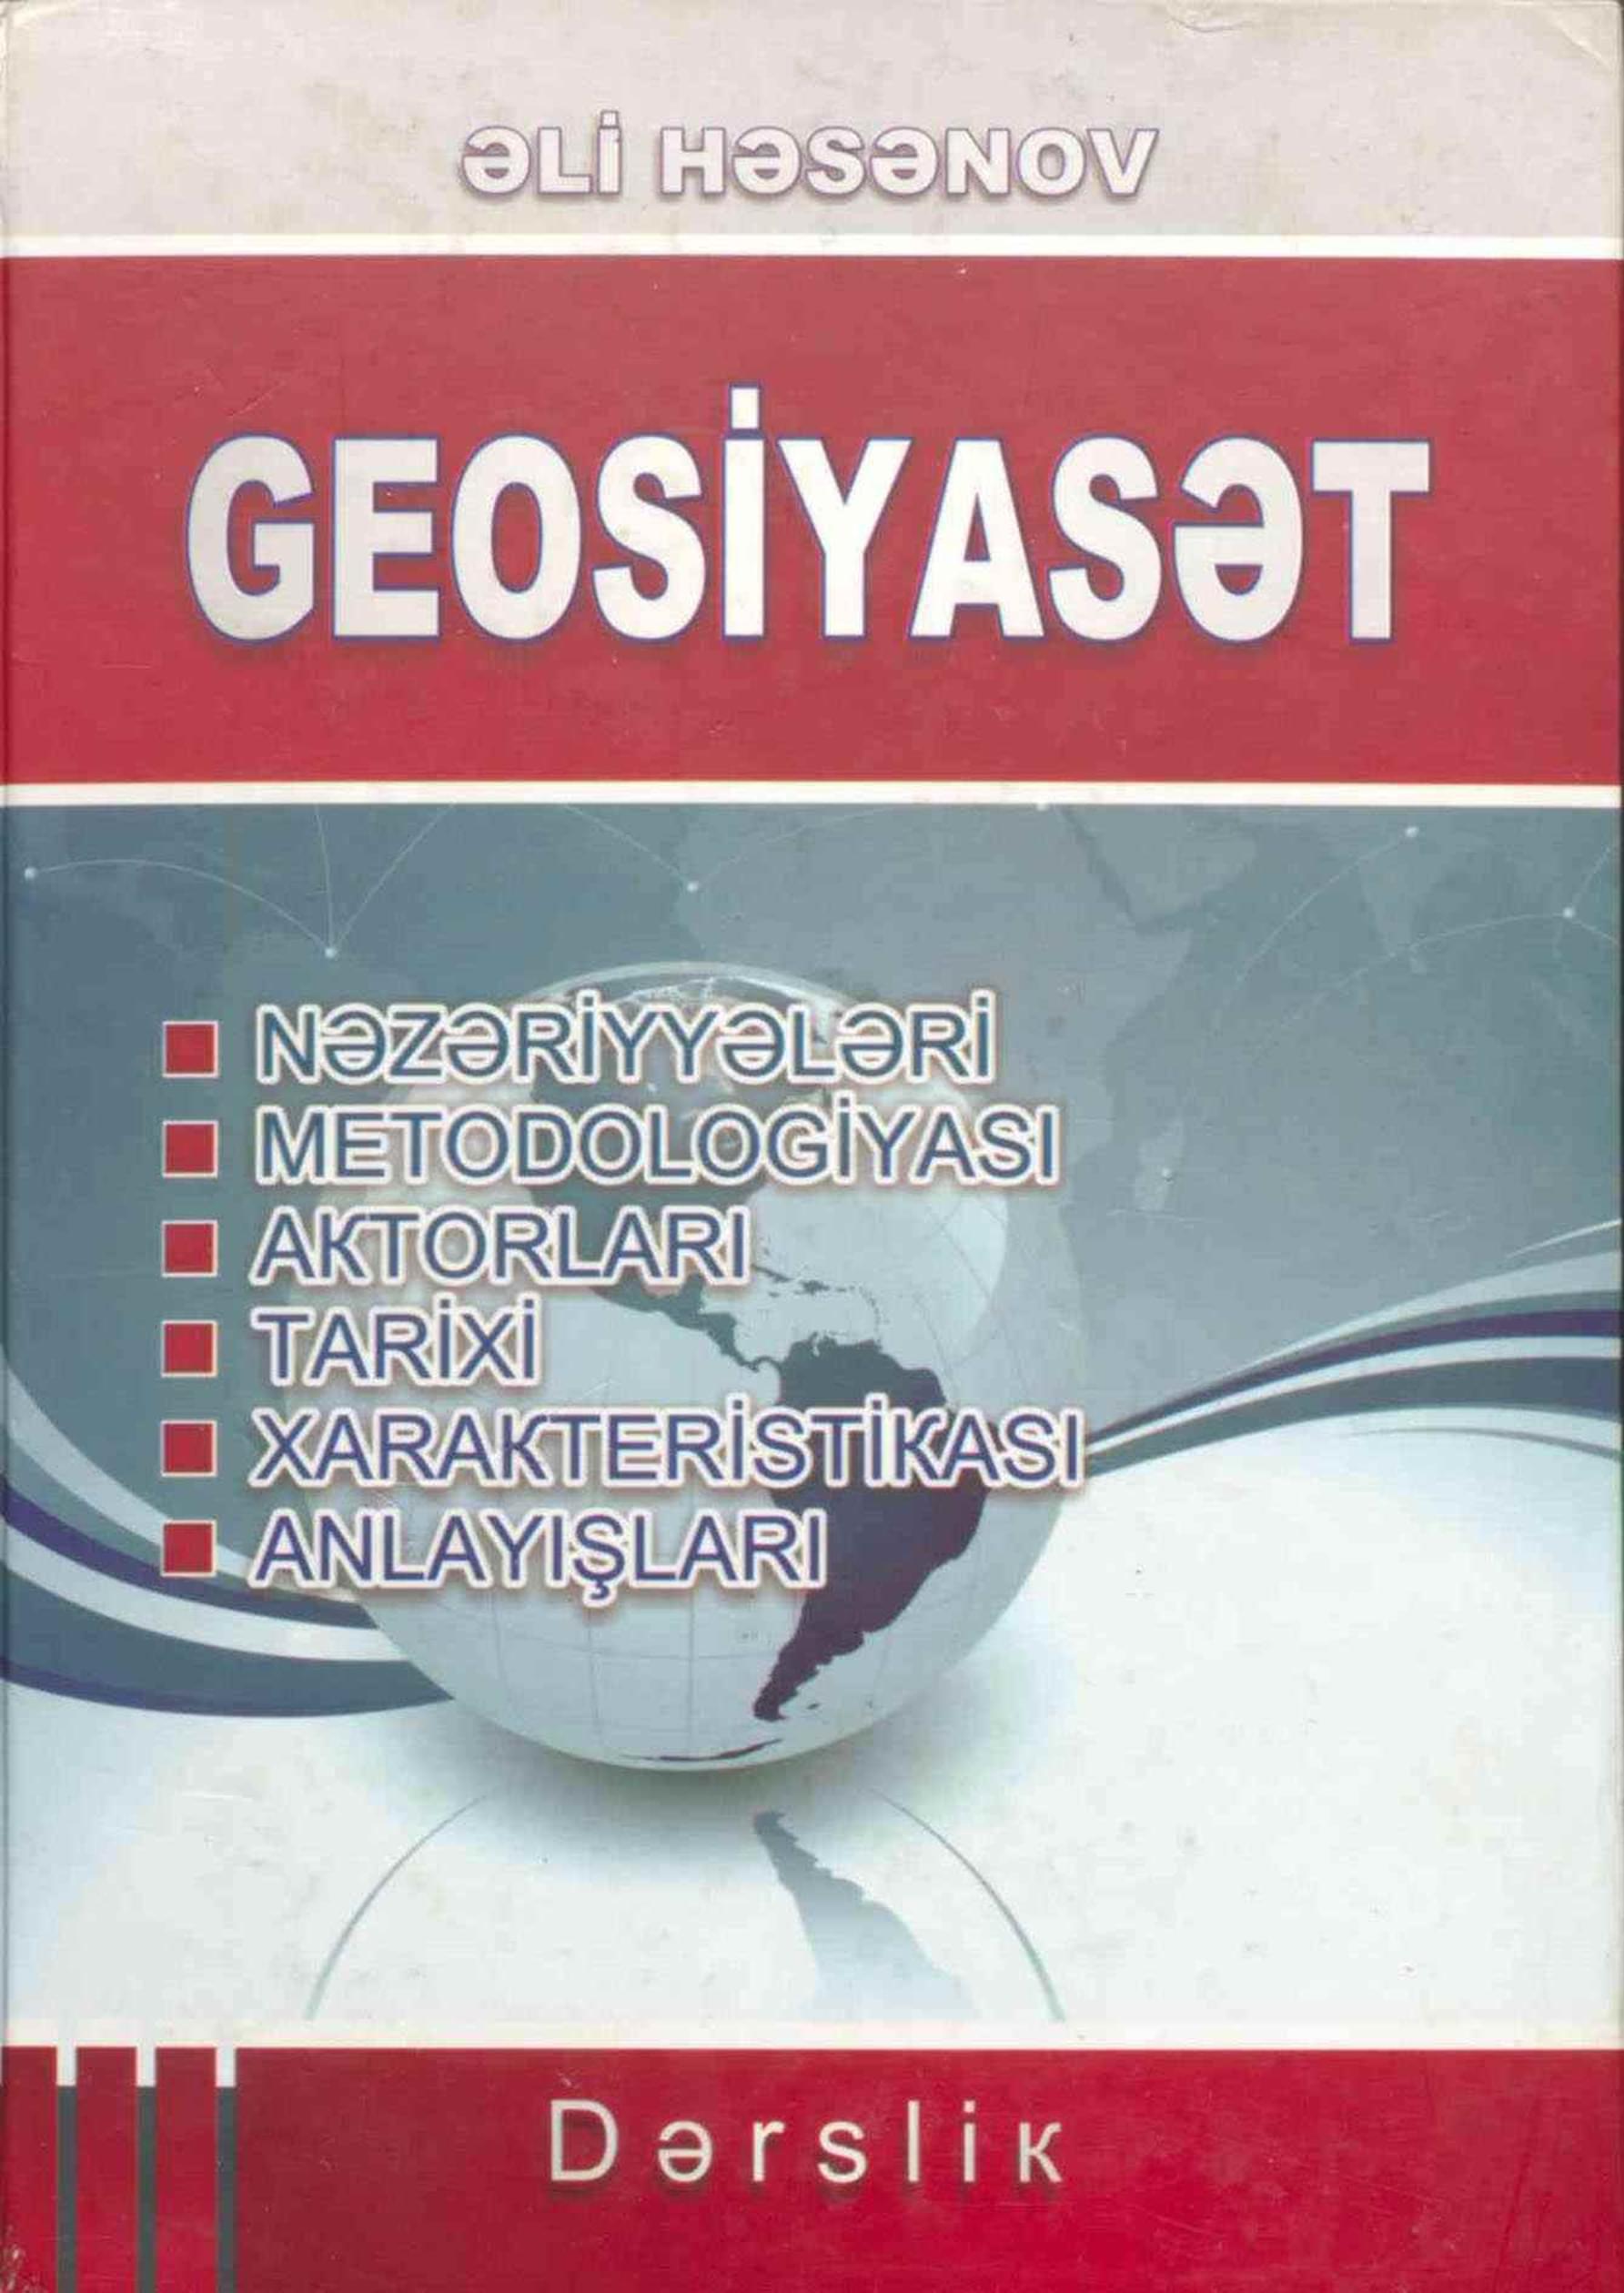 ƏLİ HƏSƏNOV
GEOSİYASƏT
NƏZƏRİYYƏLƏRİ
METODOLOGİYASI
AKTORLARI
TARİXİ
XARAKTERİSTİKASI
ANLAYIŞLARI
Dərslik